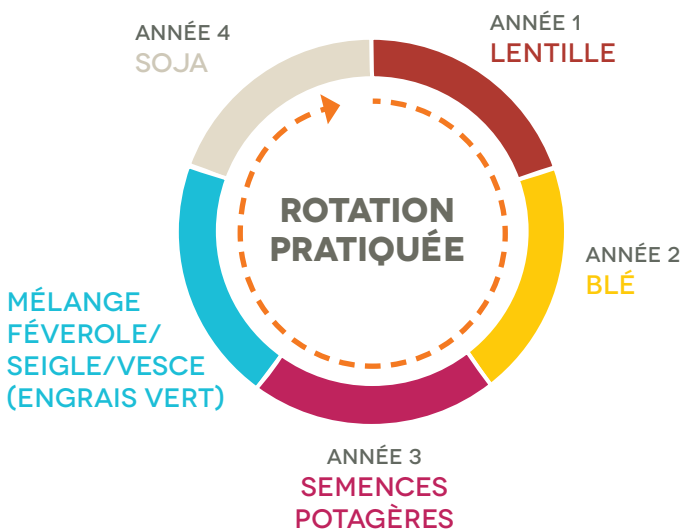 ROTATION
PRATIQUÉE
ANNÉE 1
LENTILLE
ANNÉE 2
BLÉ
ANNÉE 3
SEMENCES
POTAGÈRES
MÉLANGE
FÉVEROLE/
SEIGLE/VESCE
(ENGRAIS VERT)
ANNÉE 4
SOJA